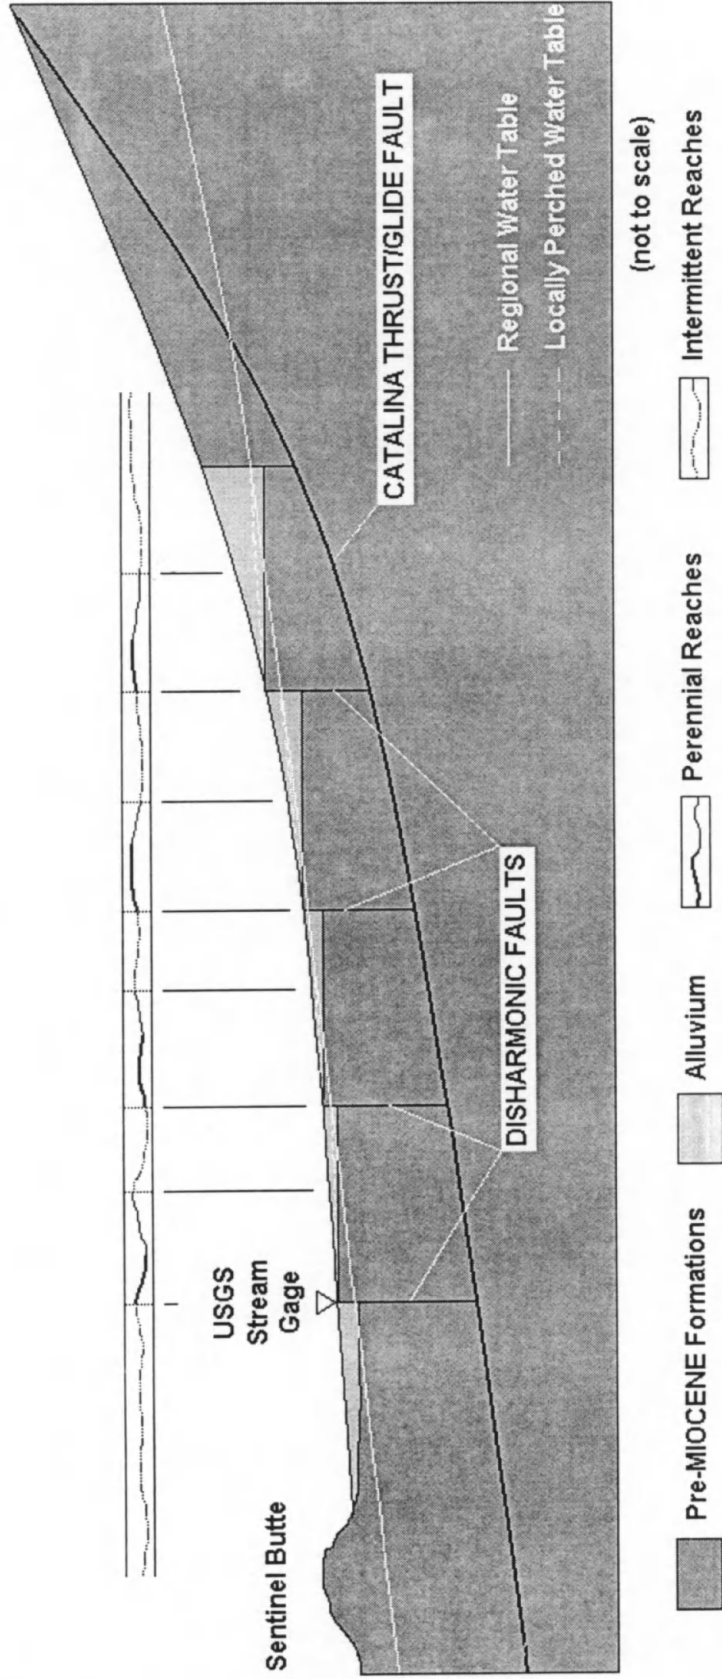 Sentinel Butte
USGS
Stream
Gage
DISHARMONIC FAULTS
CATALINA THRUST/GLIDE FAULT
Regional Water Table
Locally Perched Water Table
(not to scale)
Pre-MIOCENE Formations
Alluvium
Perennial Reaches
Intermittent Reaches